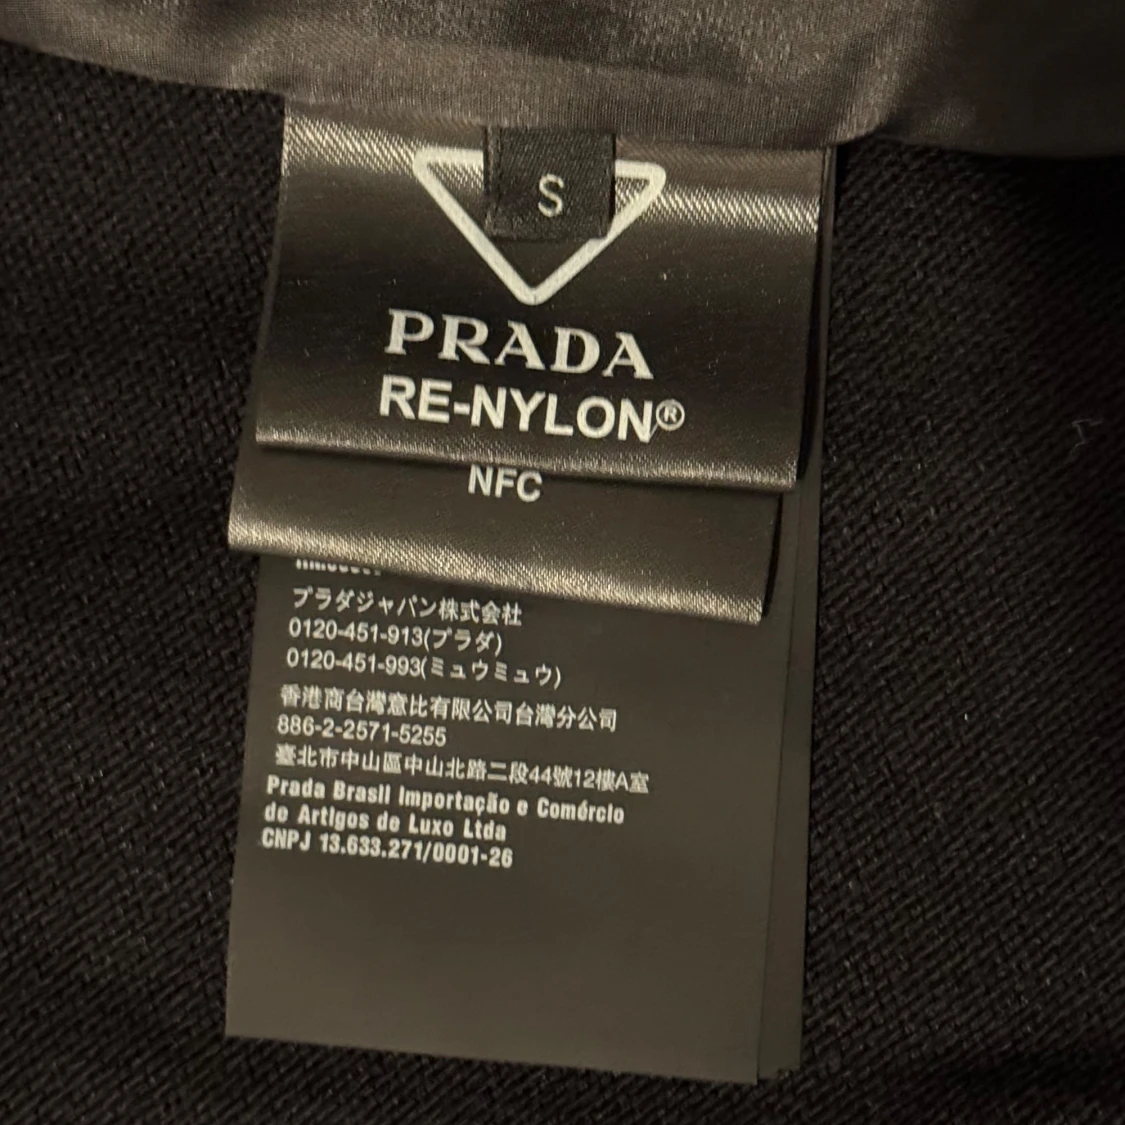 S
PRADA
RE-NYLON®
NFC
プラダジャパン株式会社
0120-451-913(プラダ)
0120-451-993(ミュウミュウ)
香港商台灣意比有限公司台灣分公司
886-2-2571-5255
臺北市中山區中山北路二段44號12樓A室
Prada Brasil Importação e Comércio
de Artigos de Luxo Ltda
CNPJ 13.633.271/0001-26